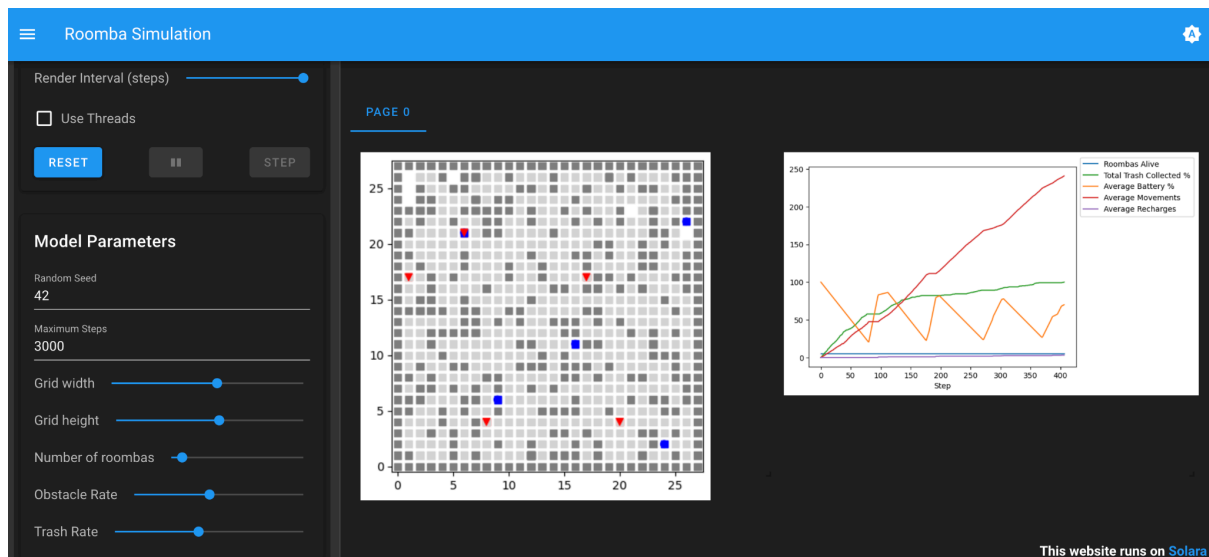 Roomba Simulation
A
Render Interval (steps)
Use Threads
RESET
STEP
Model Parameters
Random Seed
42
Maximum Steps
3000
Grid width
Grid height
Number of roombas
Obstacle Rate
Trash Rate
PAGE 0
25
20
15
10
5
0
0 5 10 15 20 25
250
200
150
100
50
0
0 50 100 150 200 250 300 350 400
Step
Roombas Alive
Total Trash Collected %
Average Battery %
Average Movements
Average Recharges
This website runs on Solara